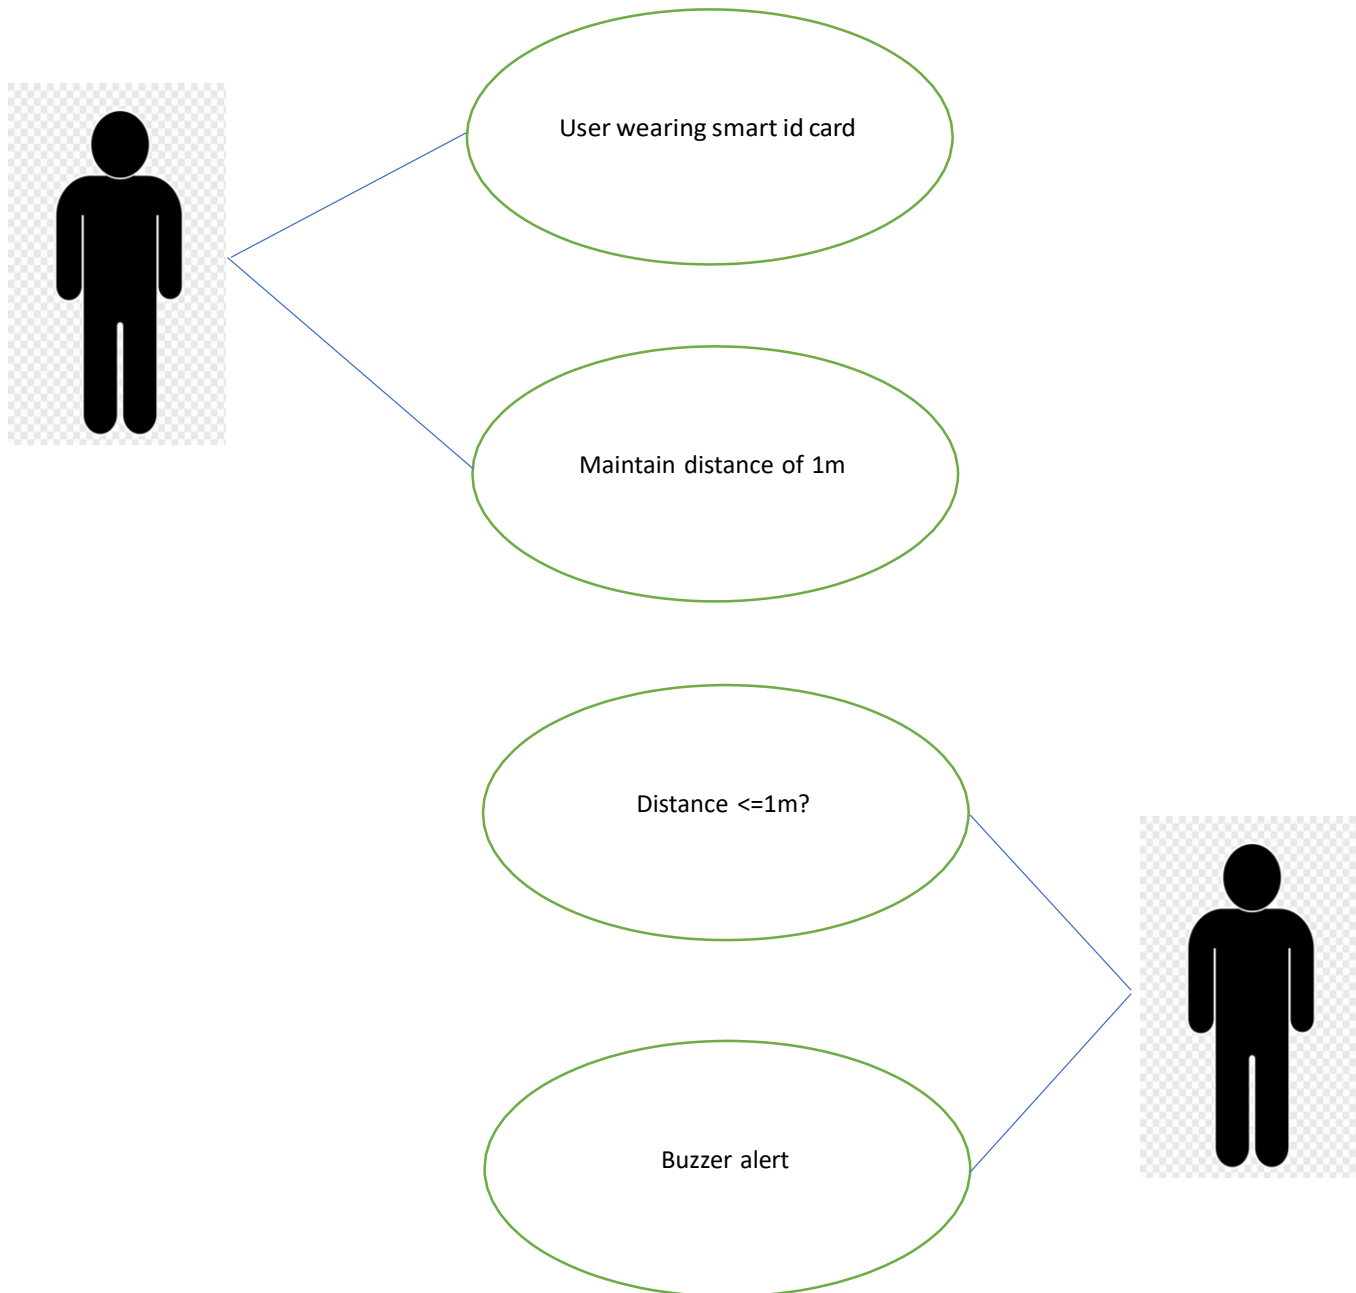 User wearing smart id card
Maintain distance of 1m
Distance <=1m?
Buzzer alert